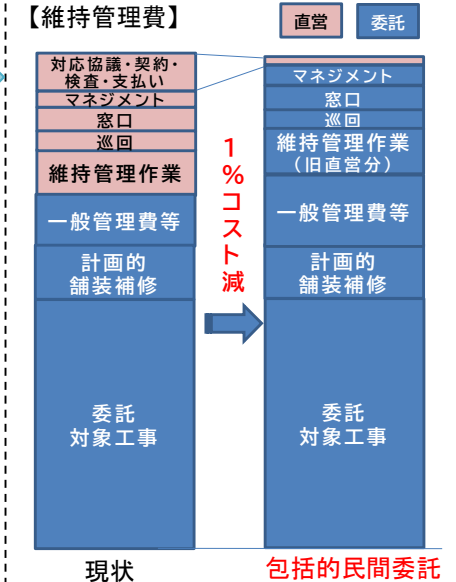 【維持管理費】
直営
委託
対応協議・契約・
検査・支払い
マネジメント
窓口
巡回
維持管理作業
一般管理費等
計画的
舗装補修
委託
対象工事
現状
1%コスト減
マネジメント
窓口
巡回
維持管理作業
（旧直営分）
一般管理費等
計画的
舗装補修
委託
対象工事
包括的民間委託